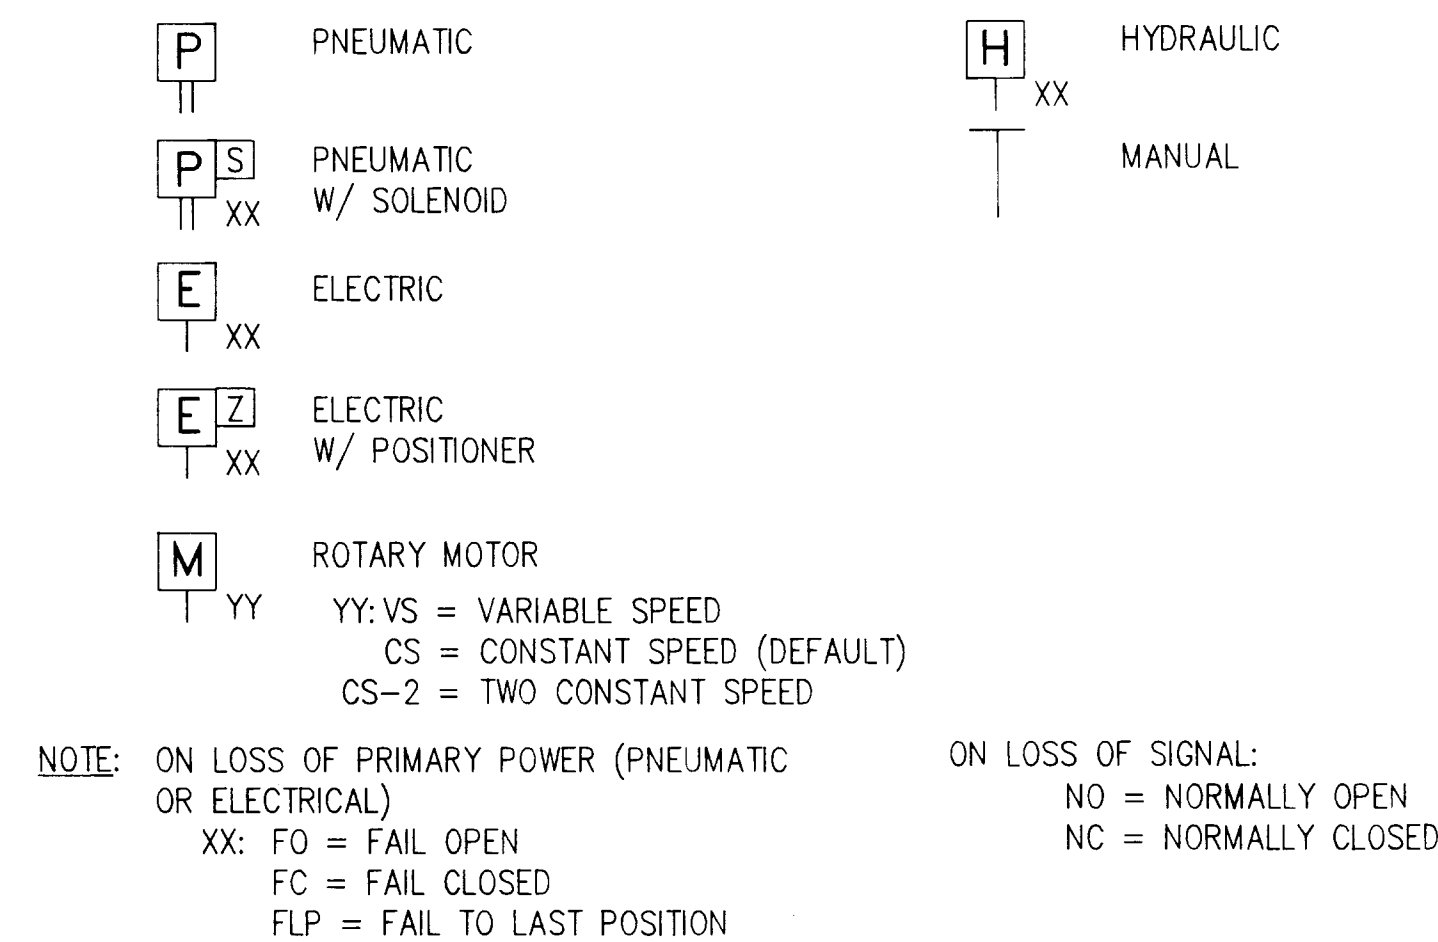 P PNEUMATIC
P S PNEUMATIC
XX W/ SOLENOID
E ELECTRIC
XX
E Z ELECTRIC
XX W/ POSITIONER
M ROTARY MOTOR
YY YY: VS = VARIABLE SPEED
CS = CONSTANT SPEED (DEFAULT)
CS-2 = TWO CONSTANT SPEED
H HYDRAULIC
XX
MANUAL
NOTE: ON LOSS OF PRIMARY POWER (PNEUMATIC
OR ELECTRICAL)
XX: FO = FAIL OPEN
FC = FAIL CLOSED
FLP = FAIL TO LAST POSITION
ON LOSS OF SIGNAL:
NO = NORMALLY OPEN
NC = NORMALLY CLOSED